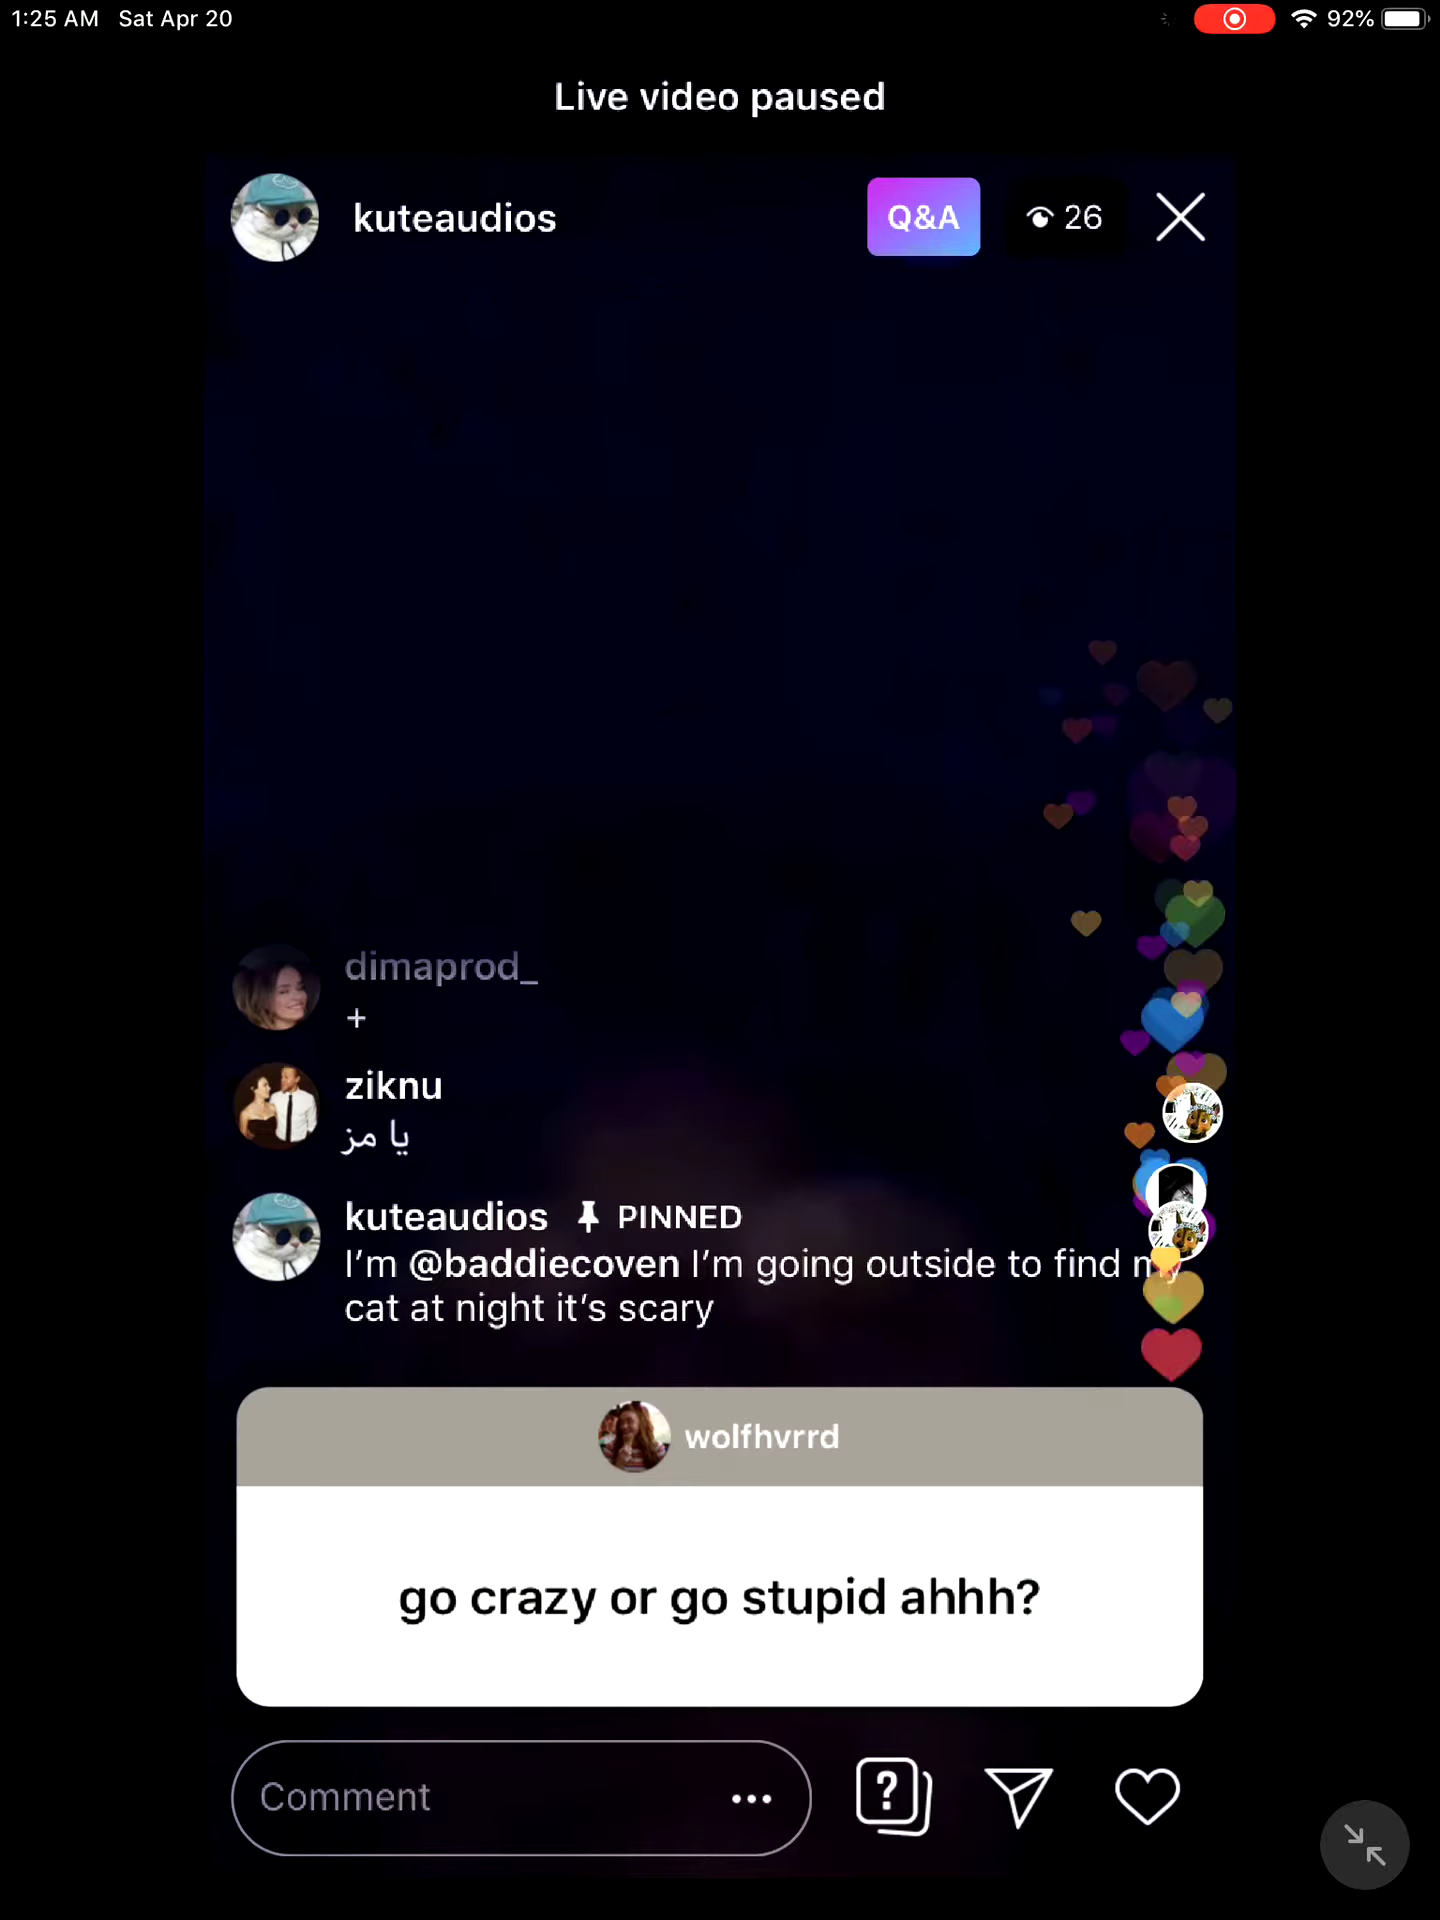 1:25 AM Sat Apr 20 92%
Live video paused
kuteaudios Q&A 26
dimaprod_
+
ziknu
يا مز
kuteaudios PINNED
I'm @baddiecoven I'm going outside to find my
cat at night it's scary
wolfhvrrd
go crazy or go stupid ahhh?
Comment